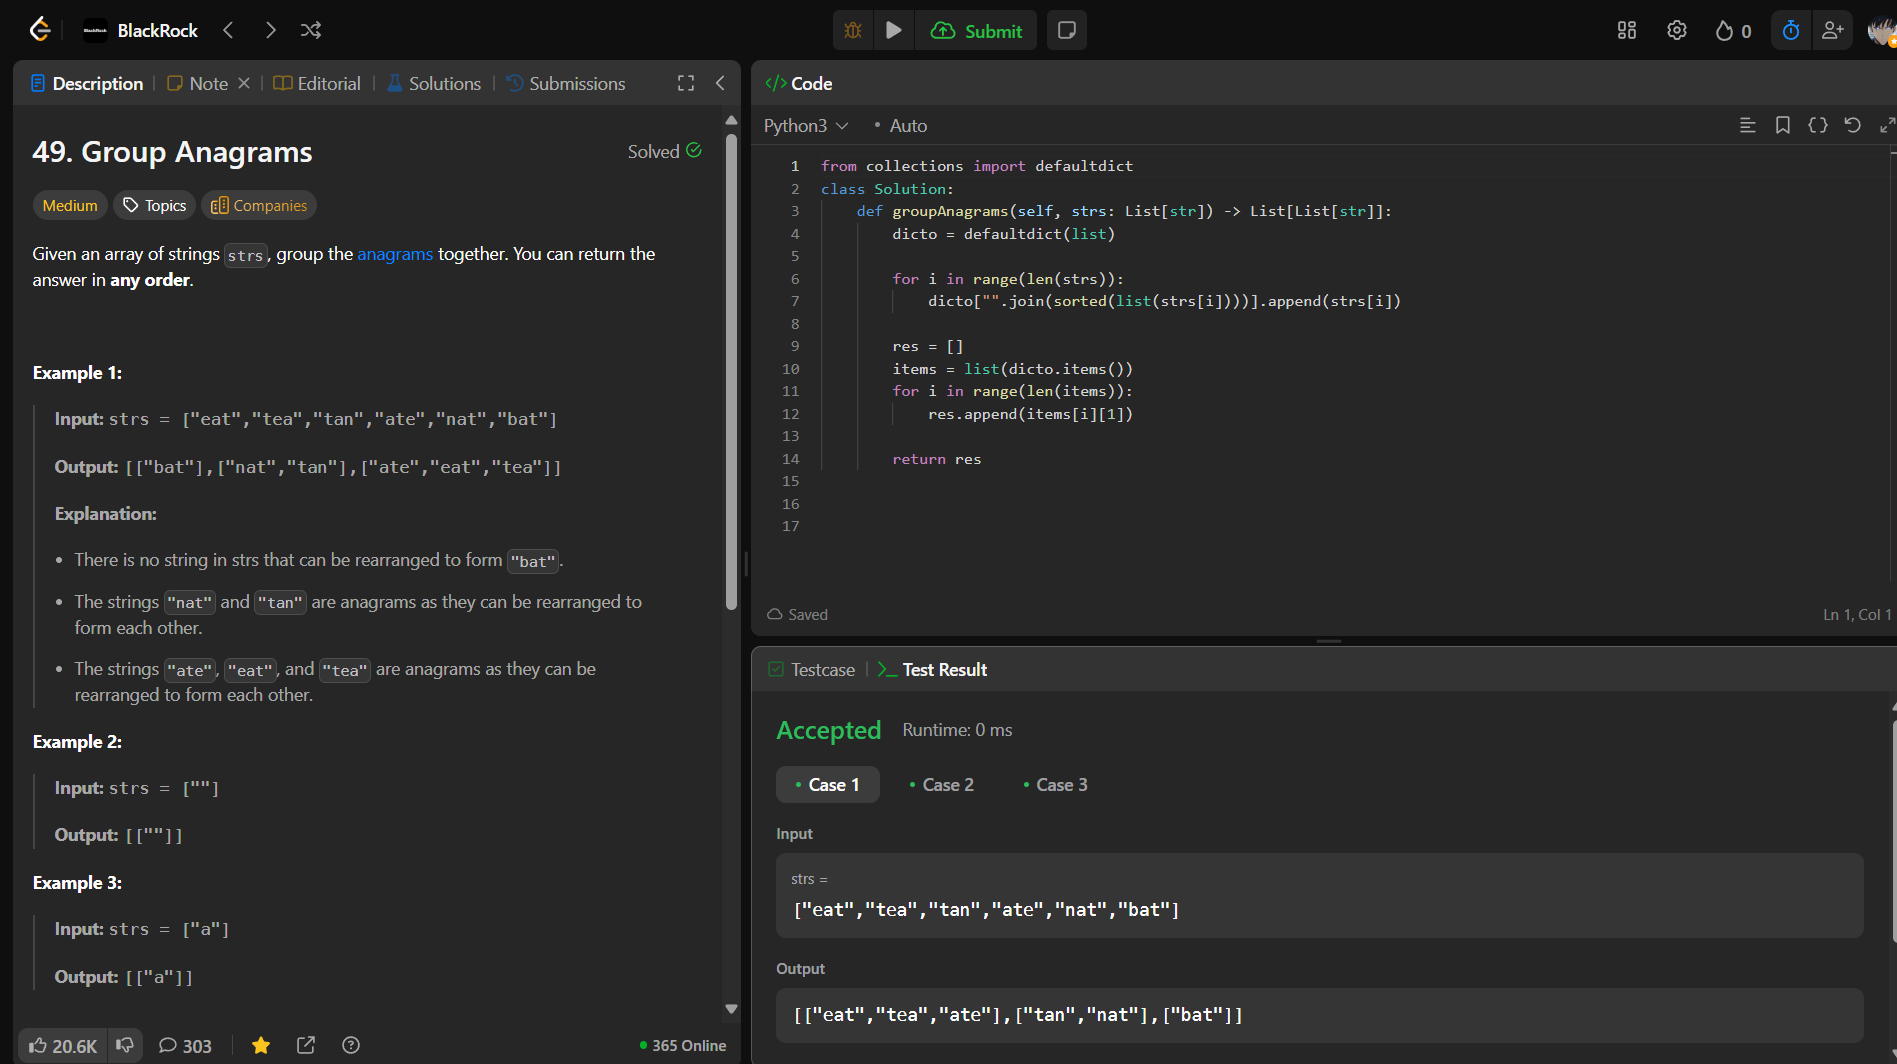 BlackRock
Submit
0
Description
Note
Editorial
Solutions
Submissions
49. Group Anagrams
Solved
Medium
Topics
Companies
Given an array of strings strs, group the anagrams together. You can return the
answer in any order.
Example 1:
Input: strs = ["eat","tea","tan","ate","nat","bat"]
Output: [["bat"],["nat","tan"],["ate","eat","tea"]]
Explanation:
• There is no string in strs that can be rearranged to form "bat".
• The strings "nat" and "tan" are anagrams as they can be rearranged to
form each other.
• The strings "ate", "eat", and "tea" are anagrams as they can be
rearranged to form each other.
Example 2:
Input: strs = [""]
Output: [[""]]
Example 3:
Input: strs = ["a"]
Output: [["a"]]
20.6K
303
365 Online
</> Code
Python3
• Auto
1 from collections import defaultdict
2 class Solution:
3     def groupAnagrams(self, strs: List[str]) -> List[List[str]]:
4         dicto = defaultdict(list)
5
6         for i in range(len(strs)):
7             dicto["".join(sorted(list(strs[i])))].append(strs[i])
8
9         res = []
10         items = list(dicto.items())
11         for i in range(len(items)):
12             res.append(items[i][1])
13
14         return res
15
16
17
Saved
Ln 1, Col 1
Testcase
>_ Test Result
Accepted
Runtime: 0 ms
• Case 1
• Case 2
• Case 3
Input
strs =
["eat","tea","tan","ate","nat","bat"]
Output
[["eat","tea","ate"],["tan","nat"],["bat"]]